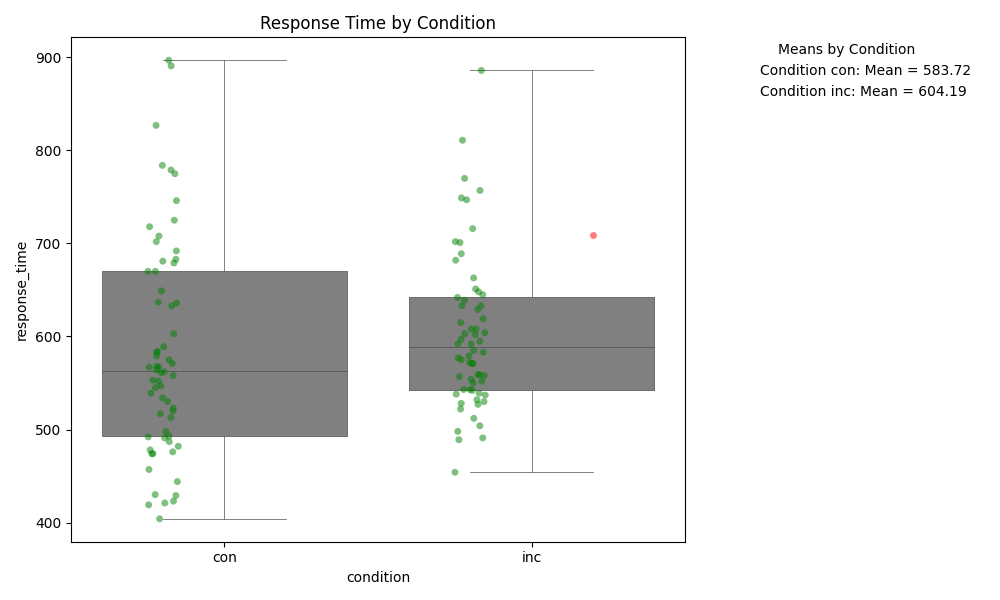 Response Time by Condition
Means by Condition
Condition con: Mean = 583.72
Condition inc: Mean = 604.19
900
800
700
600
500
400
response_time
con
inc
condition